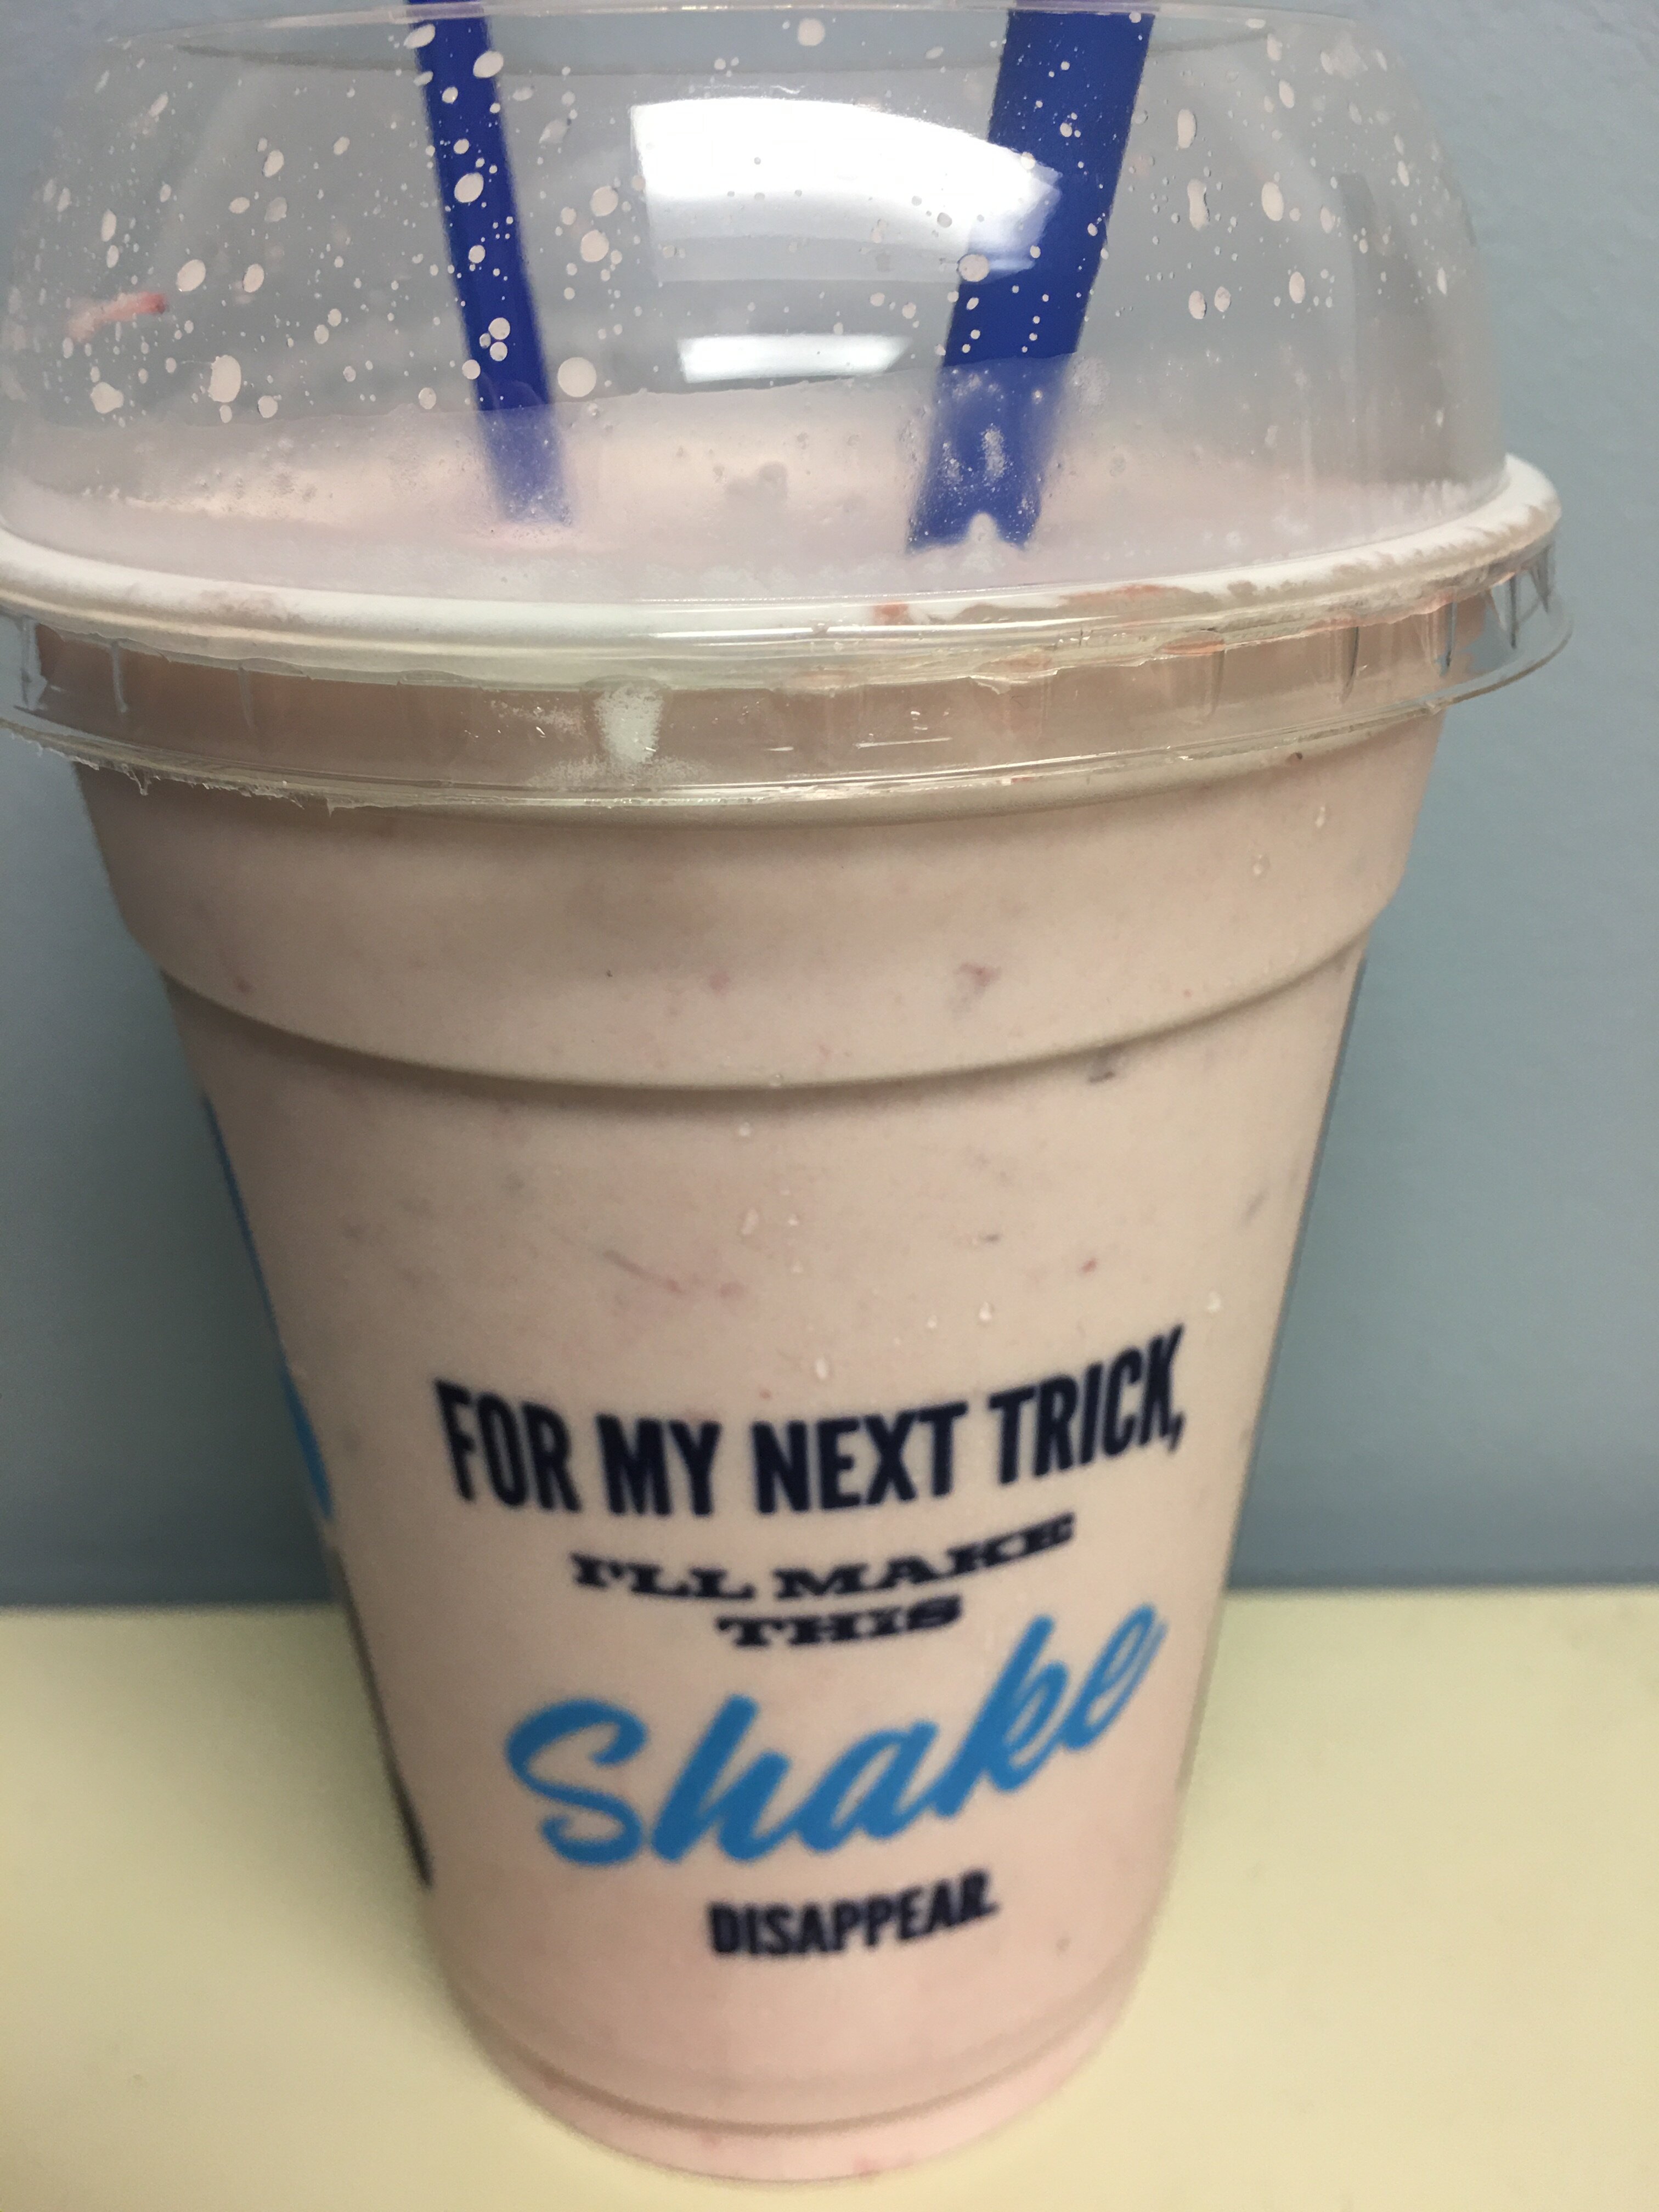 FOR MY NEXT TRICK,
I'LL MAKE
THIS
Shake
DISAPPEAR.